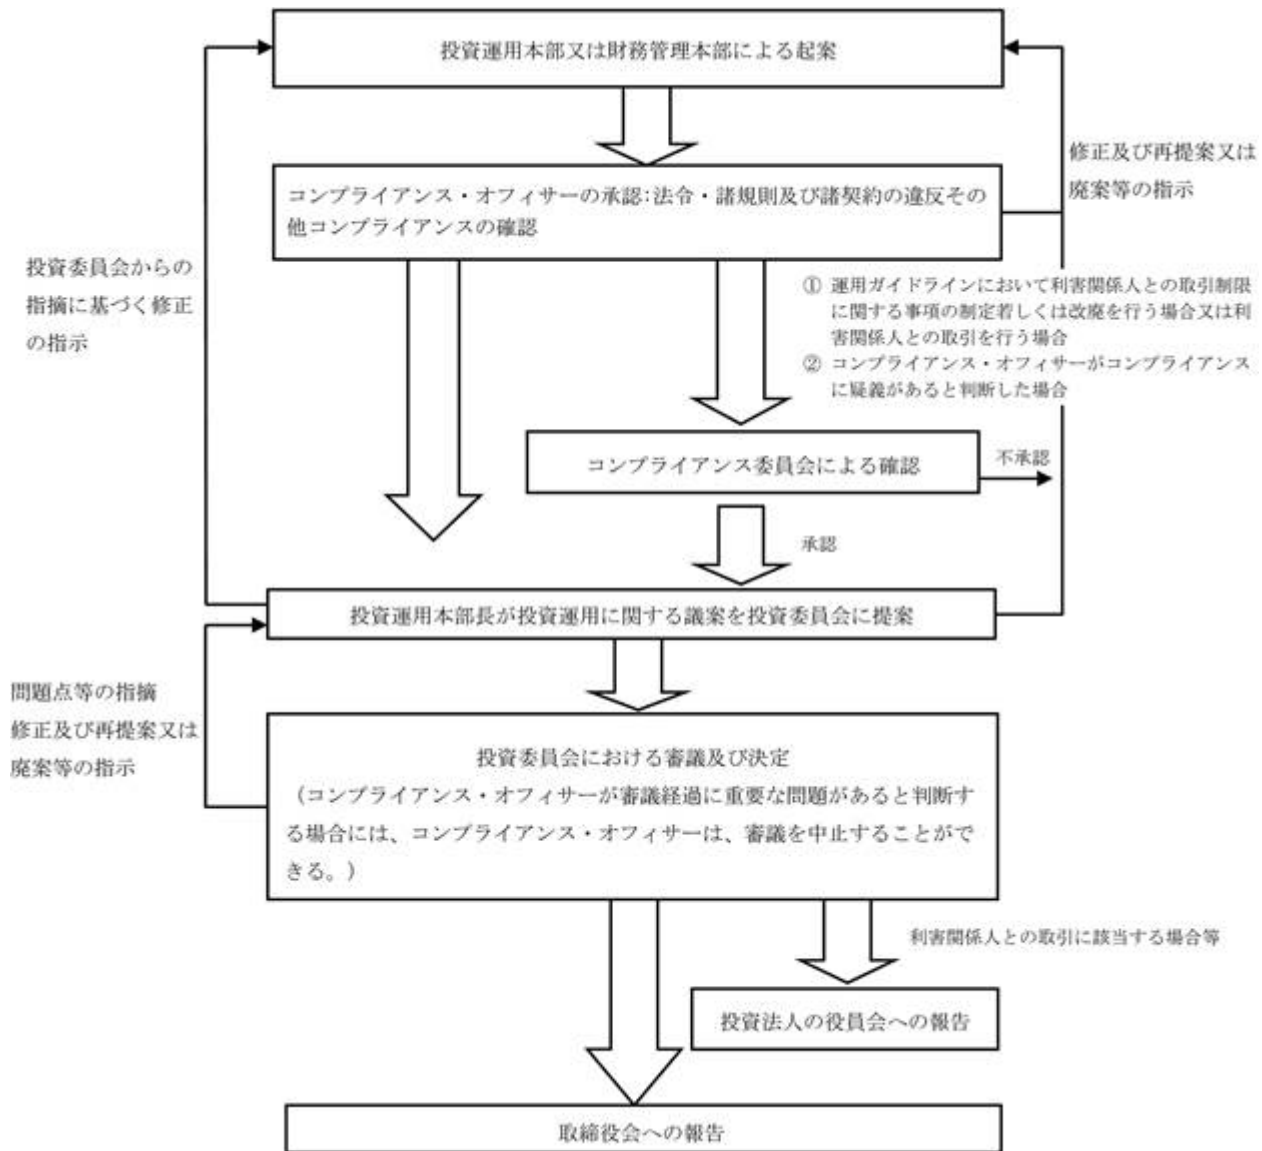 投資運用本部又は財務管理本部による起案
修正及び再提案又は
廃案等の指示
コンプライアンス・オフィサーの承認:法令・諸規則及び諸契約の違反その
他コンプライアンスの確認
投資委員会からの
指摘に基づく修正
の指示
① 運用ガイドラインにおいて利害関係人との取引制限
に関する事項の制定若しくは改廃を行う場合又は利
害関係人との取引を行う場合
② コンプライアンス・オフィサーがコンプライアンス
に疑義があると判断した場合
コンプライアンス委員会による確認
不承認
承認
投資運用本部長が投資運用に関する議案を投資委員会に提案
問題点等の指摘
修正及び再提案又は
廃案等の指示
投資委員会における審議及び決定
（コンプライアンス・オフィサーが審議経過に重要な問題があると判断す
る場合には、コンプライアンス・オフィサーは、審議を中止することがで
きる。）
利害関係人との取引に該当する場合等
投資法人の役員会への報告
取締役会への報告